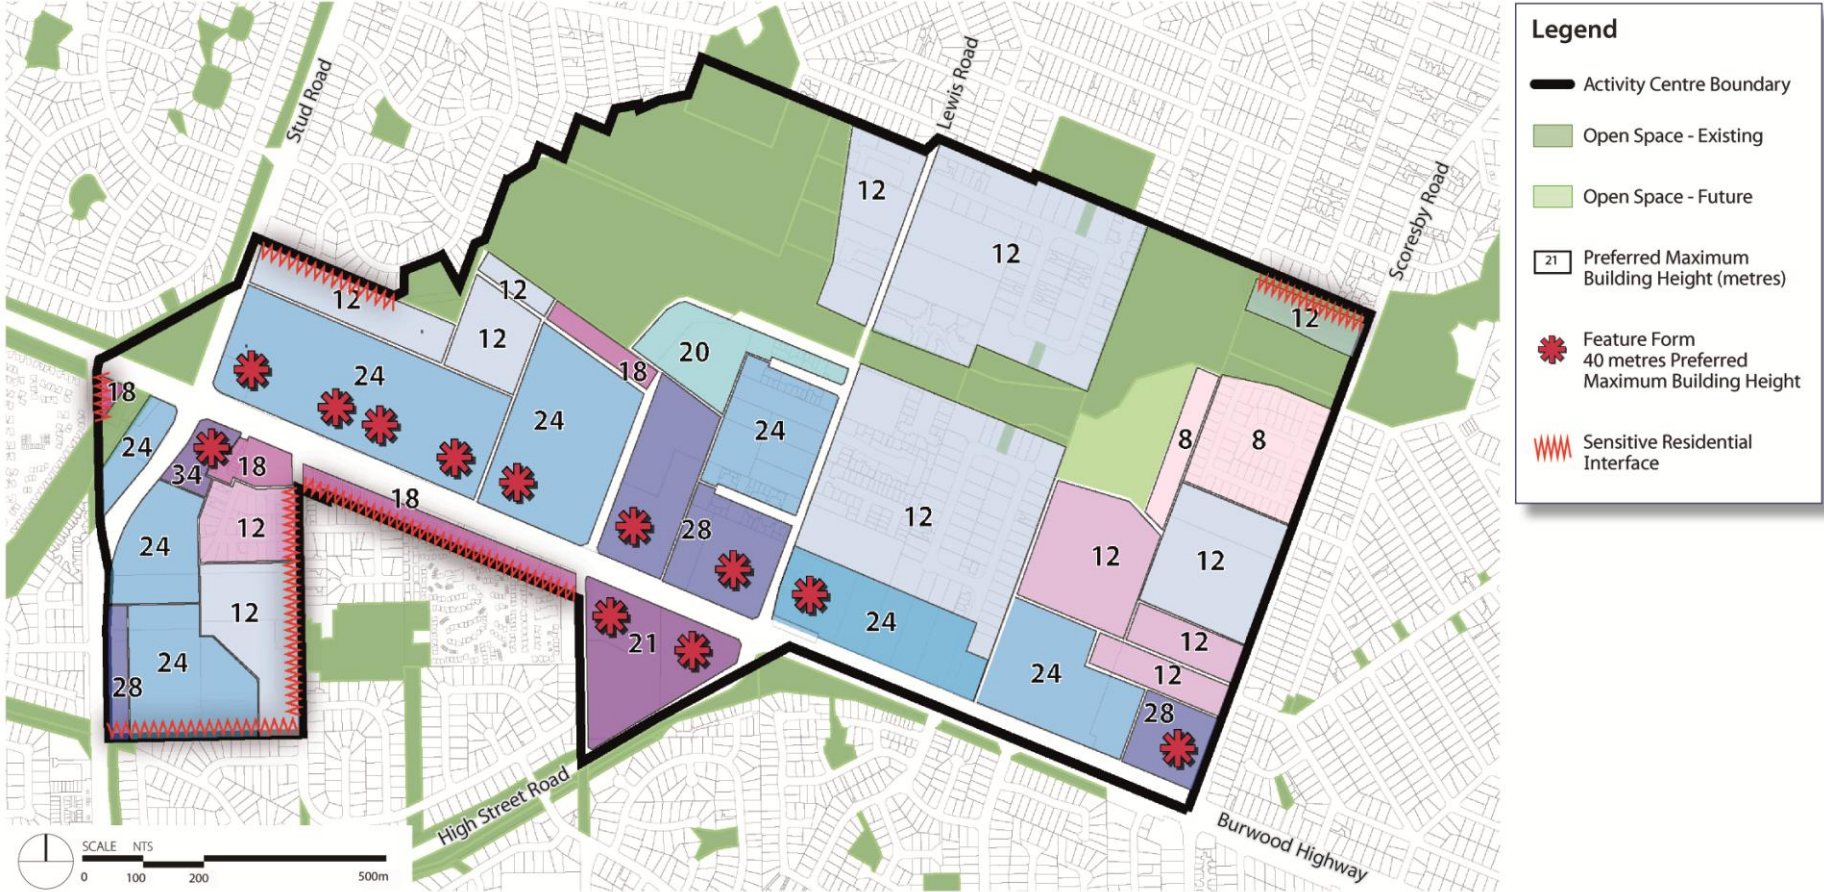 Legend
Activity Centre Boundary
Open Space - Existing
Open Space - Future
21
Preferred Maximum
Building Height (metres)
Feature Form
40 metres Preferred
Maximum Building Height
Sensitive Residential
Interface
Stud Road
Lewis Road
Scoresby Road
12
12
12
12
12
12
20
18
24
18
24
24
24
8
8
34
18
18
28
12
12
12
24
12
12
21
24
12
24
12
24
28
28
High Street Road
Burwood Highway
SCALE NTS
0 100 200 500m